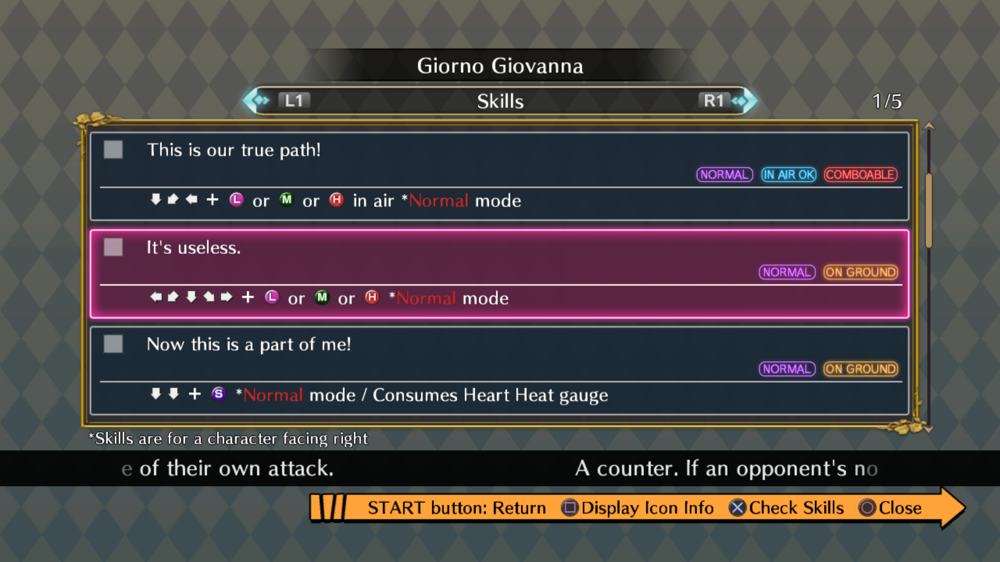 Giorno Giovanna
L1 Skills R1
1/5
This is our true path!
NORMAL IN AIR OK COMBOABLE
+ L or M or H in air *Normal mode
It's useless.
NORMAL ON GROUND
+ L or M or H *Normal mode
Now this is a part of me!
NORMAL ON GROUND
+ S *Normal mode / Consumes Heart Heat gauge
*Skills are for a character facing right
e of their own attack. A counter. If an opponent's no
START button: Return Display Icon Info Check Skills Close